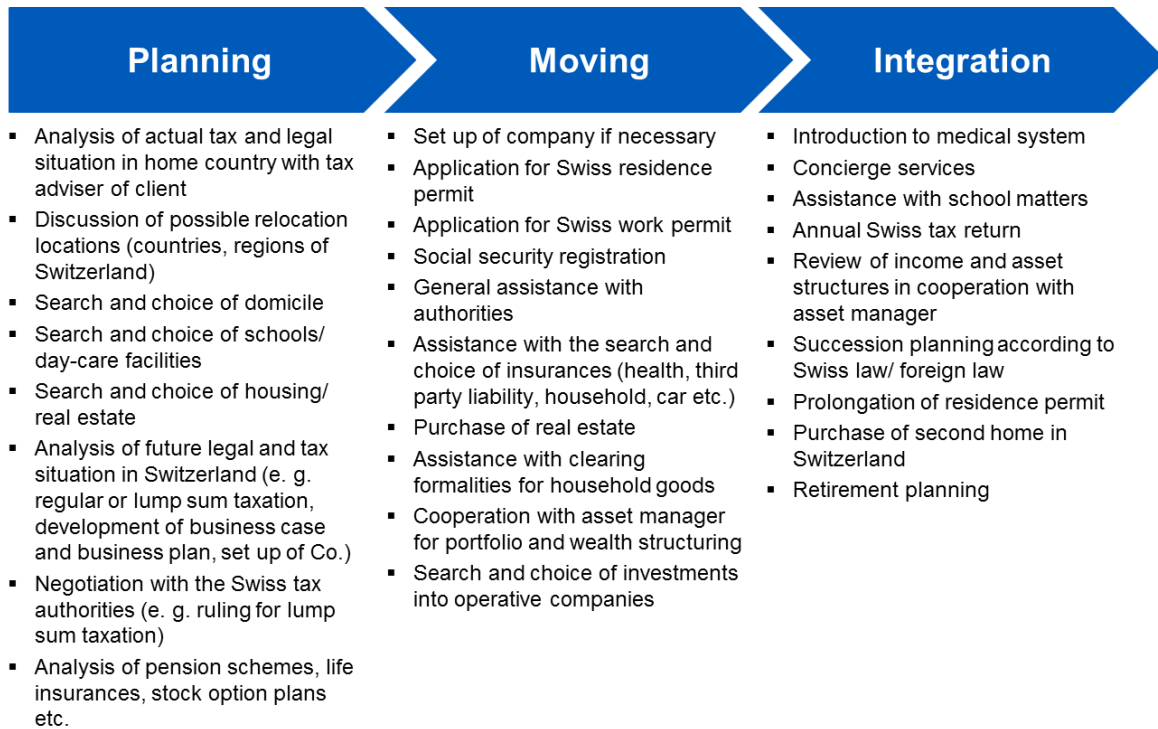 Planning
▪ Analysis of actual tax and legal
situation in home country with tax
adviser of client
▪ Discussion of possible relocation
locations (countries, regions of
Switzerland)
▪ Search and choice of domicile
▪ Search and choice of schools/
day-care facilities
▪ Search and choice of housing/
real estate
▪ Analysis of future legal and tax
situation in Switzerland (e. g.
regular or lump sum taxation,
development of business case
and business plan, set up of Co.)
▪ Negotiation with the Swiss tax
authorities (e. g. ruling for lump
sum taxation)
▪ Analysis of pension schemes, life
insurances, stock option plans
etc.
Moving
▪ Set up of company if necessary
▪ Application for Swiss residence
permit
▪ Application for Swiss work permit
▪ Social security registration
▪ General assistance with
authorities
▪ Assistance with the search and
choice of insurances (health, third
party liability, household, car etc.)
▪ Purchase of real estate
▪ Assistance with clearing
formalities for household goods
▪ Cooperation with asset manager
for portfolio and wealth structuring
▪ Search and choice of investments
into operative companies
Integration
▪ Introduction to medical system
▪ Concierge services
▪ Assistance with school matters
▪ Annual Swiss tax return
▪ Review of income and asset
structures in cooperation with
asset manager
▪ Succession planning according to
Swiss law/ foreign law
▪ Prolongation of residence permit
▪ Purchase of second home in
Switzerland
▪ Retirement planning